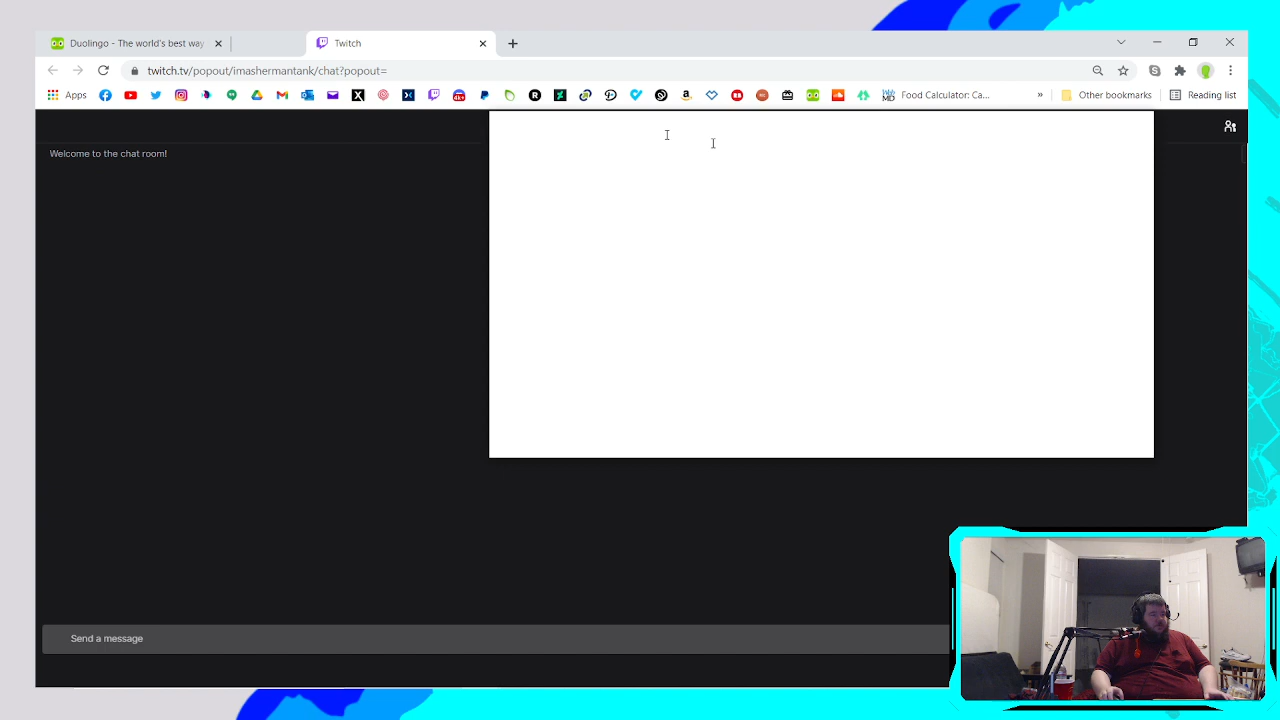 Duolingo - The world's best way
Twitch
twitch.tv/popout/imashermantank/chat?popout=
Apps
Food Calculator: Ca...
»
Other bookmarks
Reading list
Welcome to the chat room!
Send a message